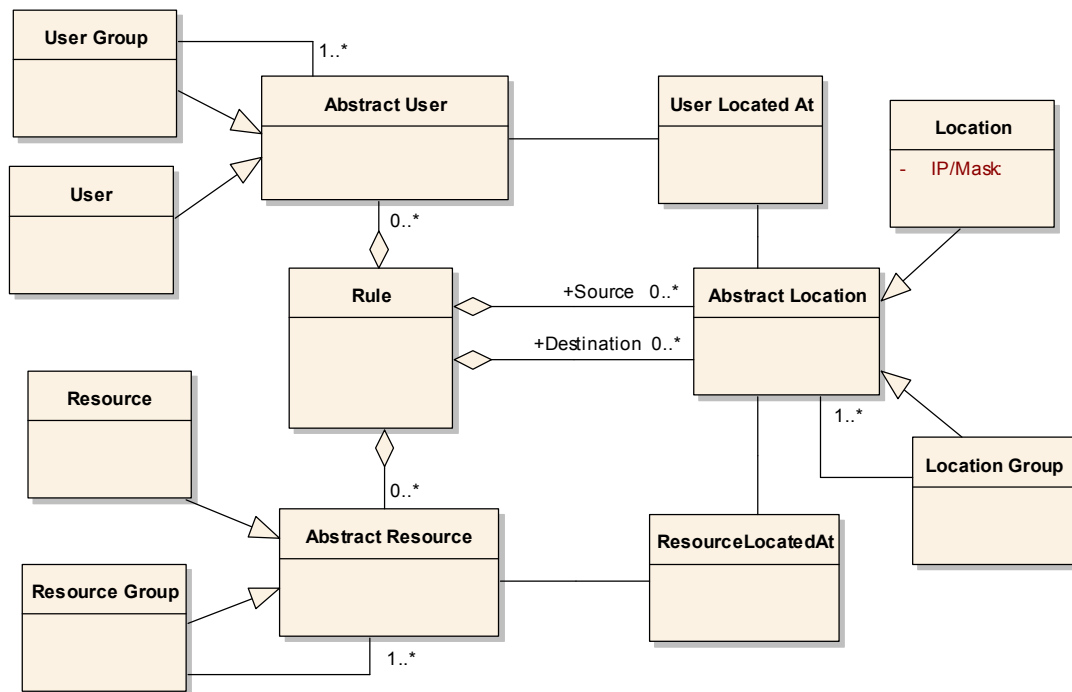 User Group
1..*
Abstract User
User Located At
Location
- IP/Mask:
User
0..*
Rule
+Source 0..*
Abstract Location
+Destination 0..*
Resource
1..*
Location Group
0..*
Abstract Resource
ResourceLocatedAt
Resource Group
1..*